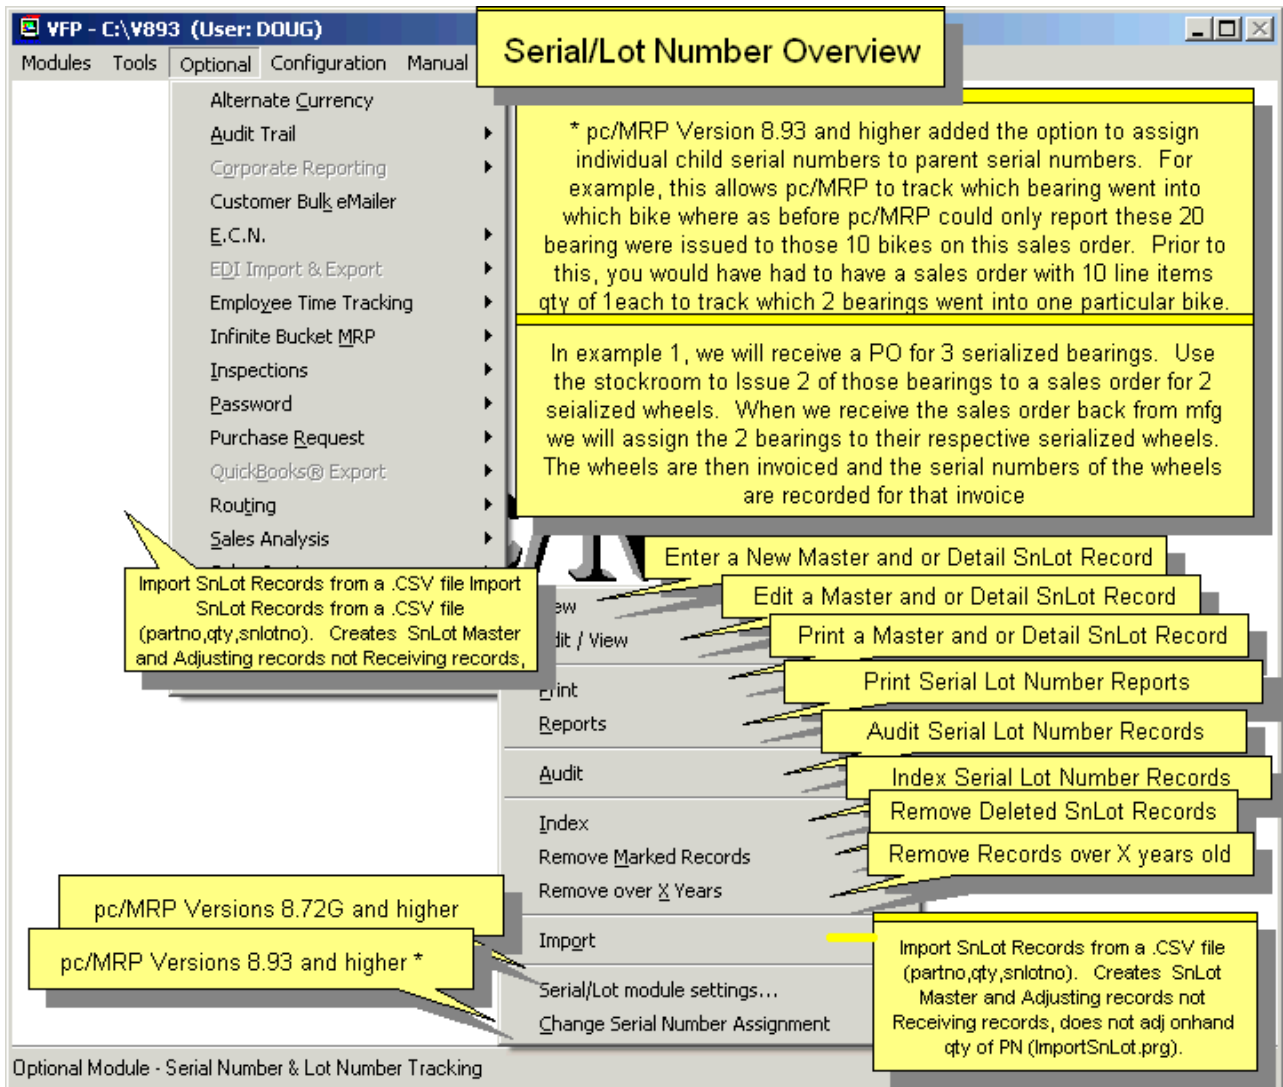 VFP - C:\V893 (User: DOUG)
Serial/Lot Number Overview
Modules Tools Optional Configuration Manual
Alternate Currency
Audit Trail
Corporate Reporting
Customer Bulk eMailer
E.C.N.
EDI Import & Export
Employee Time Tracking
Infinite Bucket MRP
Inspections
Password
Purchase Request
QuickBooks® Export
Routing
Sales Analysis
* pc/MRP Version 8.93 and higher added the option to assign
individual child serial numbers to parent serial numbers. For
example, this allows pc/MRP to track which bearing went into
which bike where as before pc/MRP could only report these 20
bearing were issued to those 10 bikes on this sales order. Prior to
this, you would have had to have a sales order with 10 line items
qty of 1each to track which 2 bearings went into one particular bike.
In example 1, we will receive a PO for 3 serialized bearings. Use
the stockroom to Issue 2 of those bearings to a sales order for 2
seialized wheels. When we receive the sales order back from mfg
we will assign the 2 bearings to their respective serialized wheels.
The wheels are then invoiced and the serial numbers of the wheels
are recorded for that invoice
Import SnLot Records from a .CSV file Import
SnLot Records from a .CSV file
(partno,qty,snlotno). Creates SnLot Master
and Adjusting records not Receiving records,
Enter a New Master and or Detail SnLot Record
Edit a Master and or Detail SnLot Record
Print a Master and or Detail SnLot Record
Print Serial Lot Number Reports
Audit Serial Lot Number Records
Index Serial Lot Number Records
Remove Deleted SnLot Records
Remove Records over X years old
ew
dit / View
Print
Reports
Audit
Index
Remove Marked Records
Remove over X Years
Import
Serial/Lot module settings...
Change Serial Number Assignment
pc/MRP Versions 8.72G and higher
pc/MRP Versions 8.93 and higher *
Import SnLot Records from a .CSV file
(partno,qty,snlotno). Creates SnLot
Master and Adjusting records not
Receiving records, does not adj onhand
qty of PN (ImportSnLot.prg).
Optional Module - Serial Number & Lot Number Tracking